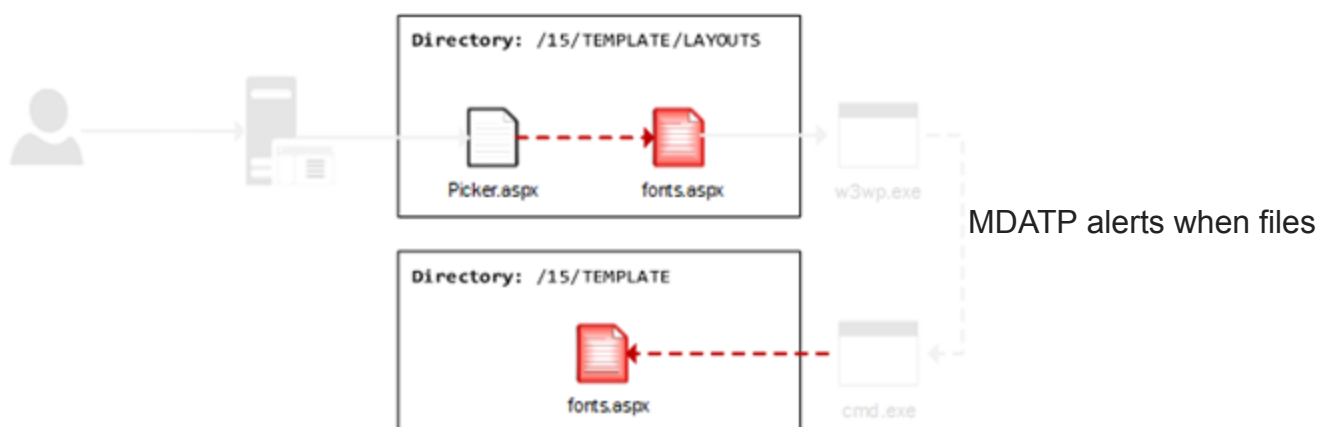 Directory: /15/TEMPLATE/LAYOUTS
Picker.aspx
fonts.aspx
w3wp.exe
MDATP alerts when files
Directory: /15/TEMPLATE
fonts.aspx
cmd.exe